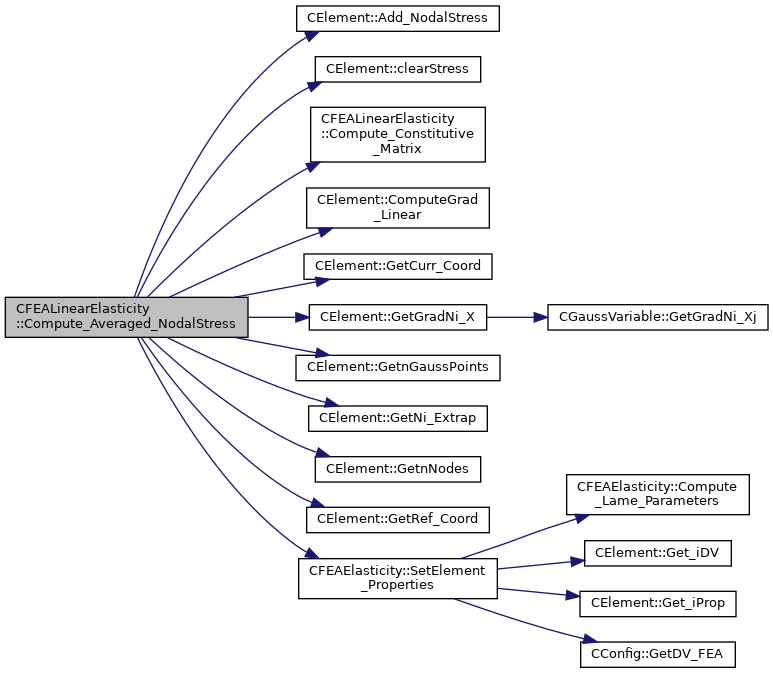 CElement::Add_NodalStress
CElement::clearStress
CFEALinearElasticity
::Compute_Constitutive
_Matrix
CElement::ComputeGrad
_Linear
CElement::GetCurr_Coord
CFEALinearElasticity
::Compute_Averaged_NodalStress
CElement::GetGradNi_X
CGaussVariable::GetGradNi_Xj
CElement::GetnGaussPoints
CElement::GetNi_Extrap
CElement::GetnNodes
CElement::GetRef_Coord
CFEAElasticity::SetElement
_Properties
CFEAElasticity::Compute
_Lame_Parameters
CElement::Get_iDV
CElement::Get_iProp
CConfig::GetDV_FEA